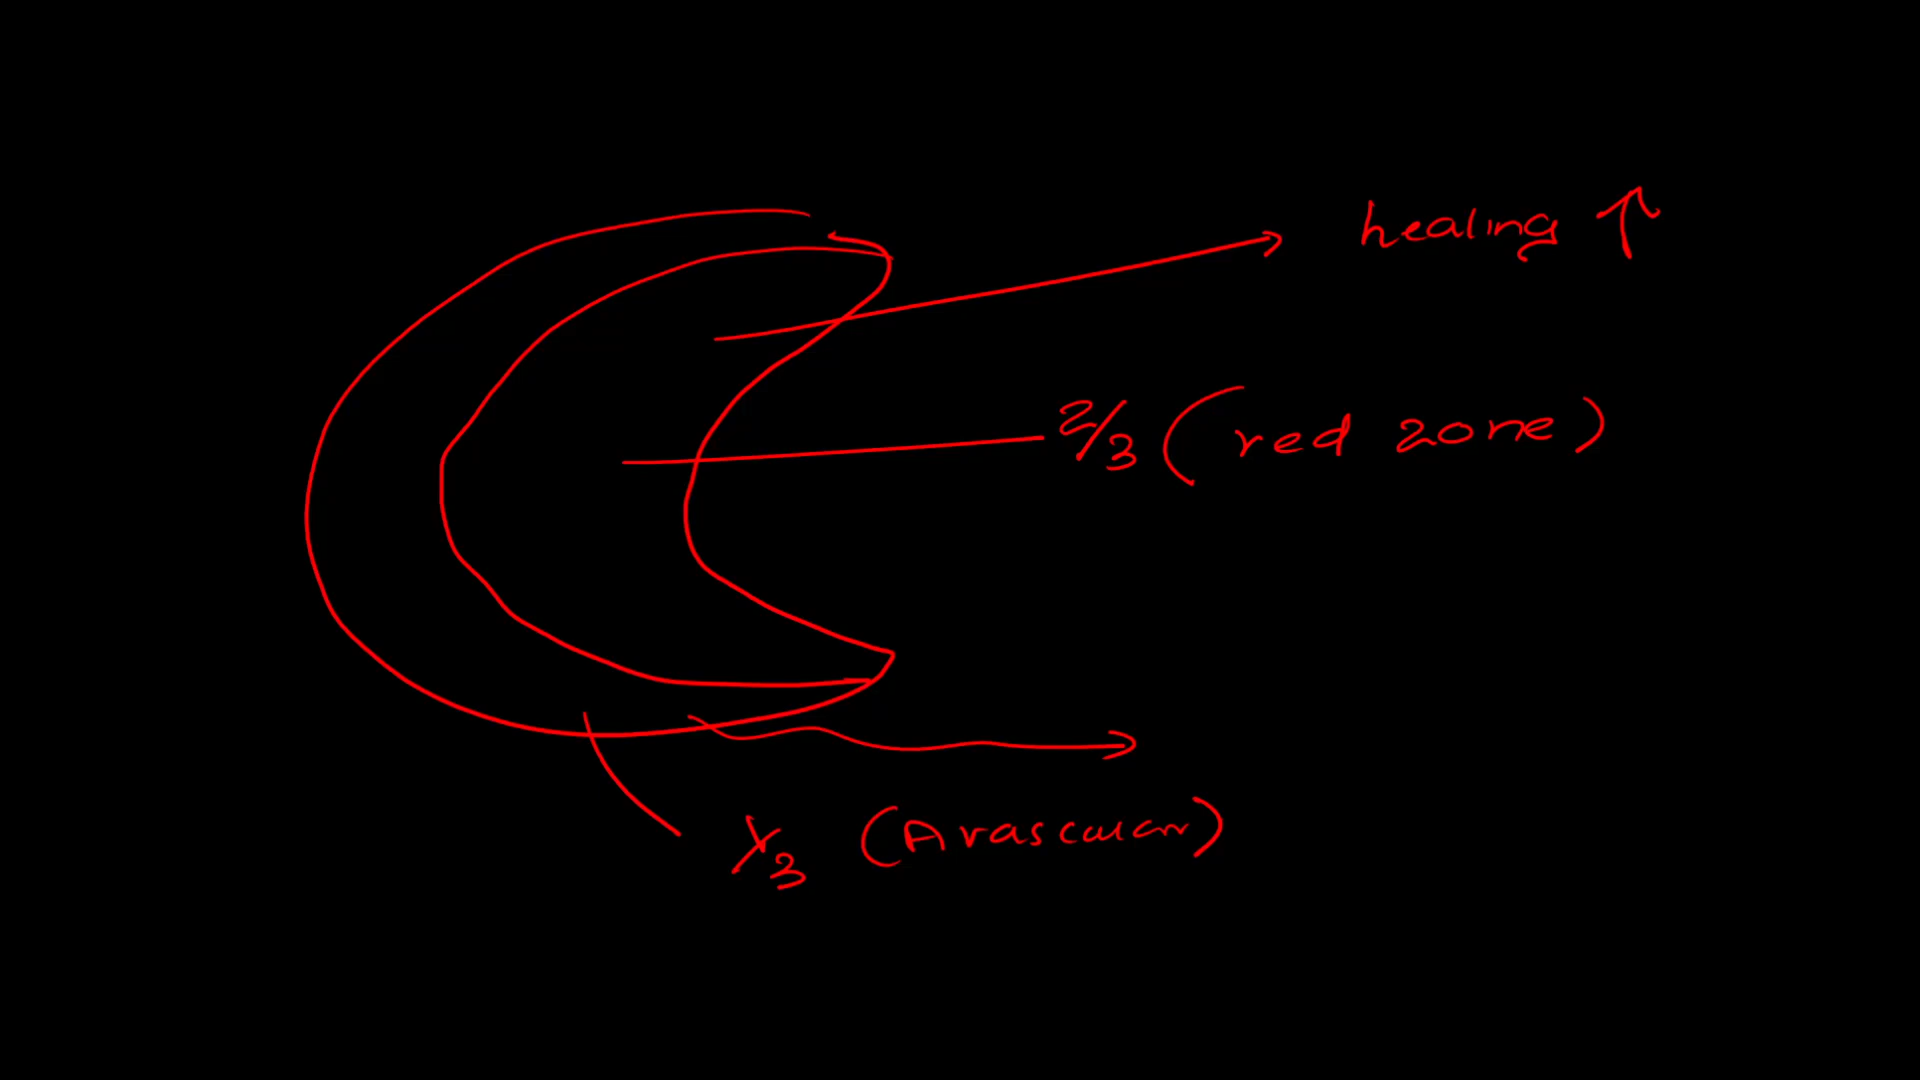 healing ↑
2/3 (red zone)
1/3 (Avascular)